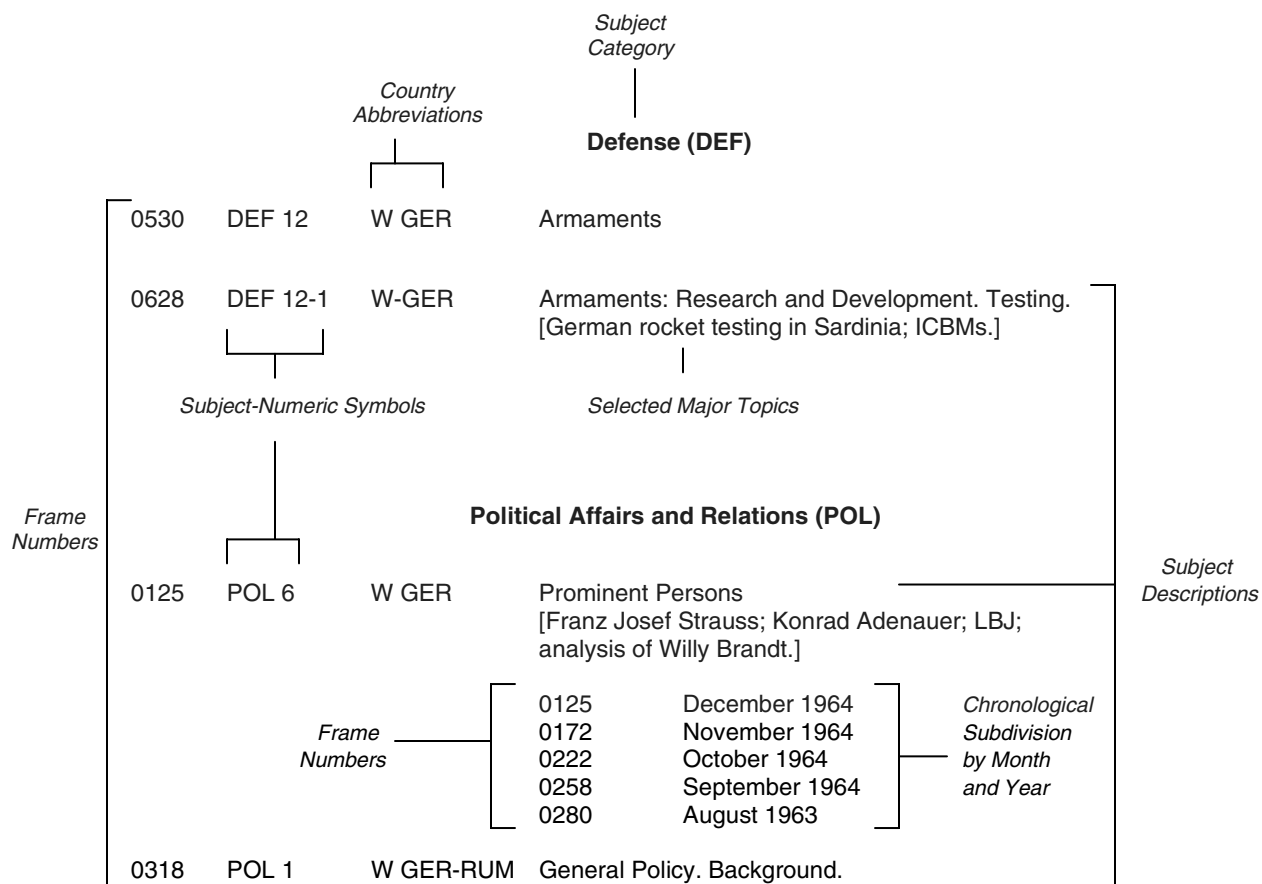 Subject
Category
Country
Abbreviations
Defense (DEF)
0530 DEF 12 W GER Armaments
0628 DEF 12-1 W-GER Armaments: Research and Development. Testing.
[German rocket testing in Sardinia; ICBMs.]
Subject-Numeric Symbols Selected Major Topics
Frame
Numbers
Political Affairs and Relations (POL)
Subject
Descriptions
0125 POL 6 W GER Prominent Persons
[Franz Josef Strauss; Konrad Adenauer; LBJ;
analysis of Willy Brandt.]
Frame
Numbers
0125 December 1964
0172 November 1964
0222 October 1964
0258 September 1964
0280 August 1963
Chronological
Subdivision
by Month
and Year
0318 POL 1 W GER-RUM General Policy. Background.